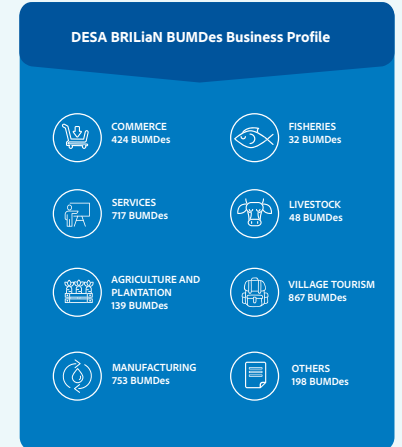 DESA BRILiaN BUMDes Business Profile
COMMERCE
424 BUMDes
FISHERIES
32 BUMDes
SERVICES
717 BUMDes
LIVESTOCK
48 BUMDes
AGRICULTURE AND
PLANTATION
139 BUMDes
VILLAGE TOURISM
867 BUMDes
MANUFACTURING
753 BUMDes
OTHERS
198 BUMDes